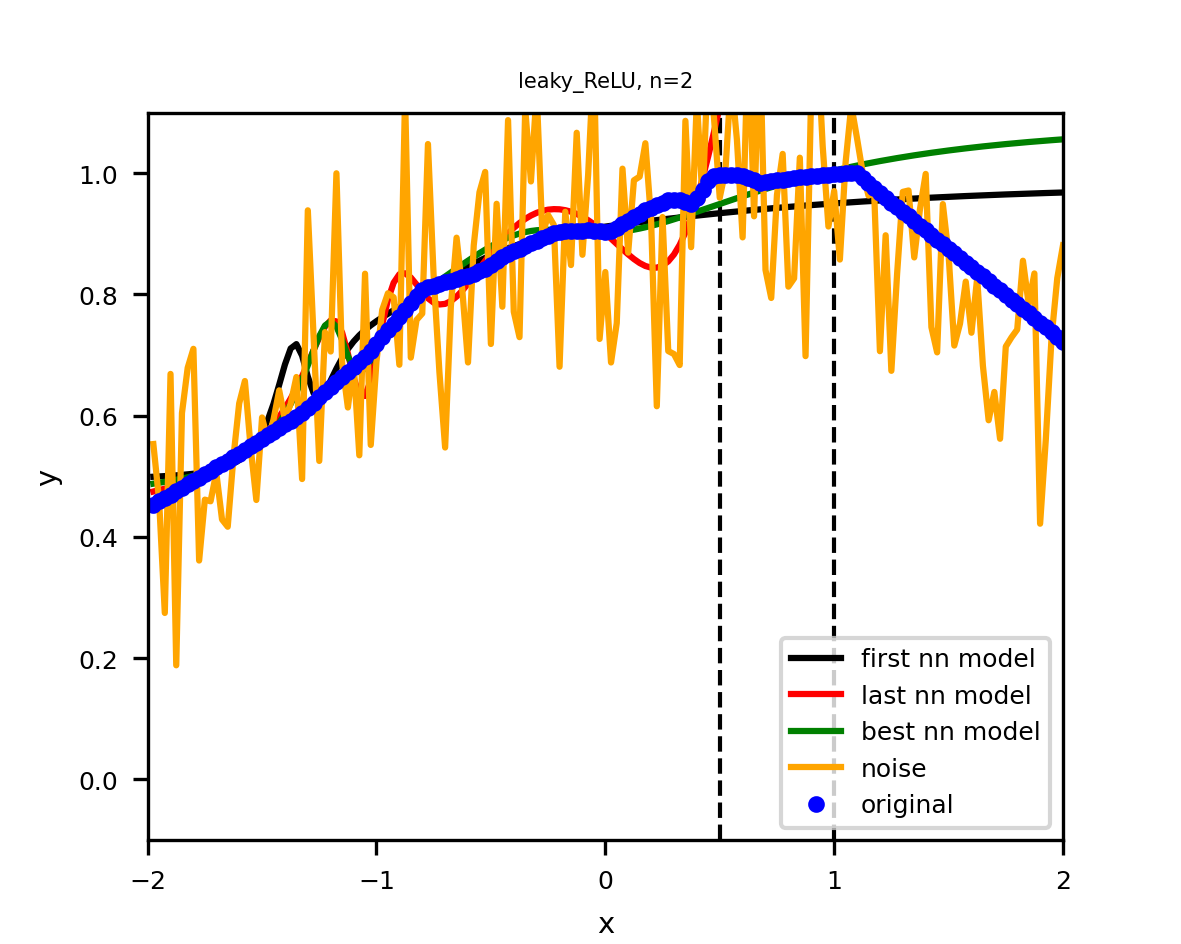 leaky_ReLU, n=2
1.0
0.8
0.6
0.4
0.2
0.0
y
−2
−1
0
1
2
x
first nn model
last nn model
best nn model
noise
original